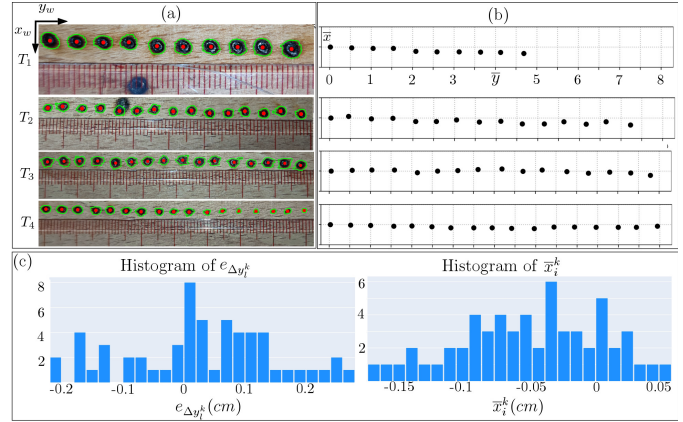 (a)
(b)
y_w
x_w
T_1
T_2
T_3
T_4
x̅
0 1 2 3 4 y̅ 5 6 7 8
(c)
Histogram of e_{Δy_l^k}
8
6
4
2
-0.2 -0.1 0 0.1 0.2
e_{Δy_l^k}(cm)
Histogram of x̅_i^k
6
4
2
-0.15 -0.1 -0.05 0 0.05
x̅_i^k(cm)